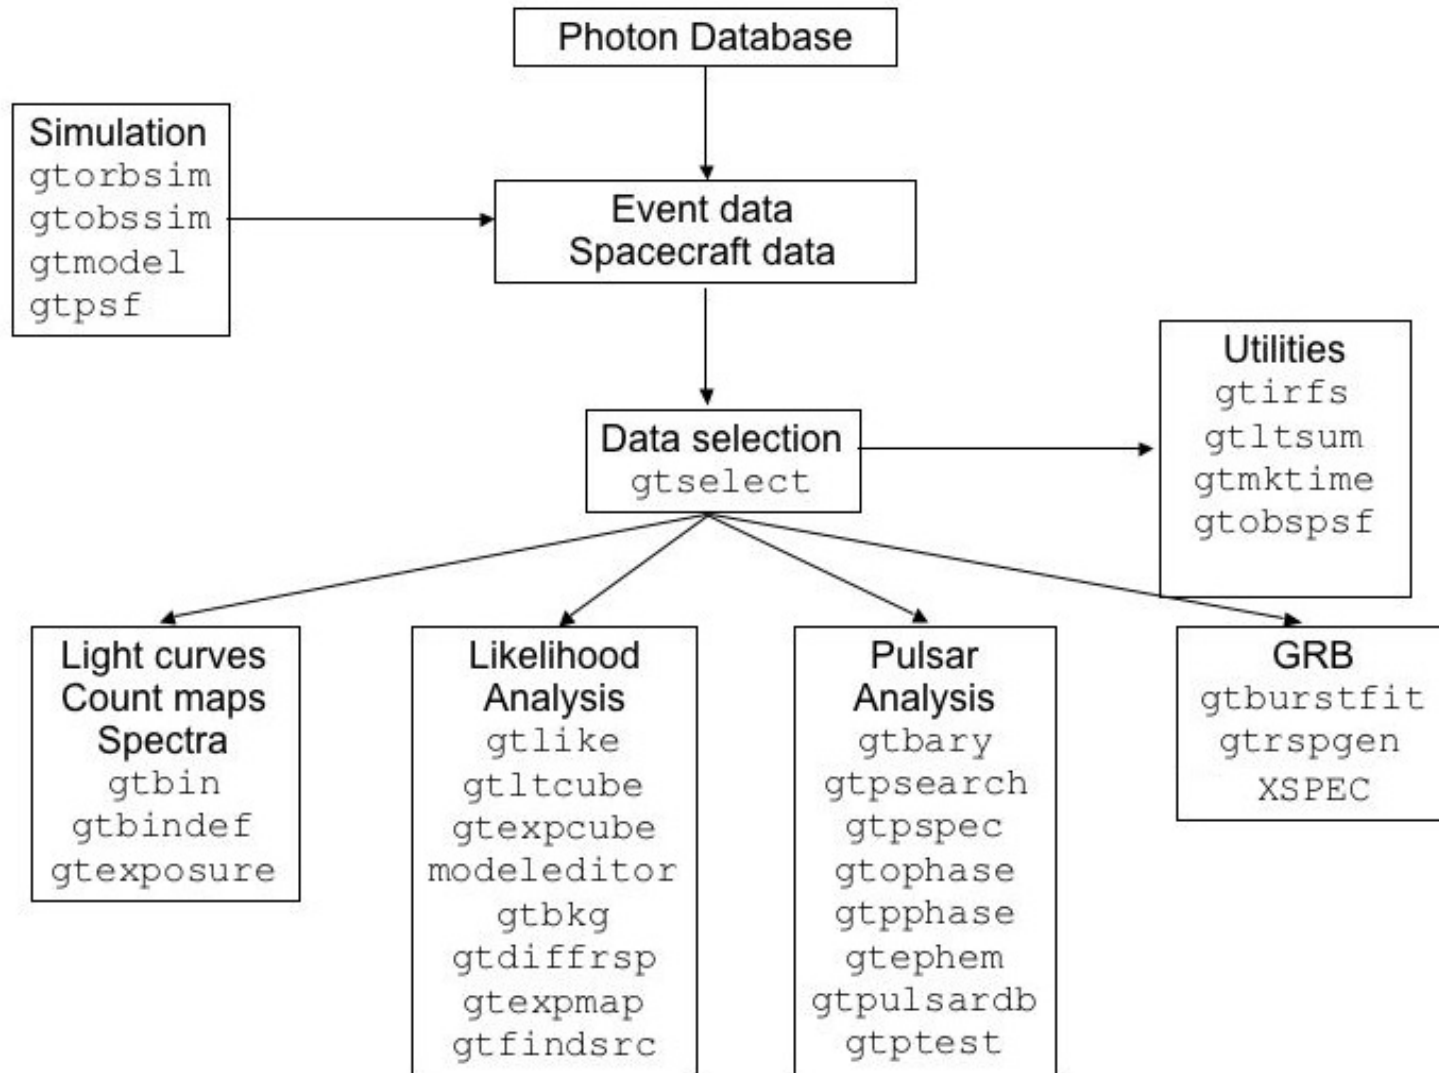 Photon Database
Simulation
gtorbsim
gtobssim
gtmodel
gtpsf
Event data
Spacecraft data
Data selection
gtselect
Utilities
gtirfs
gtltsum
gtmktime
gtobspsf
Light curves
Count maps
Spectra
gtbin
gtbindef
gtexposure
Likelihood
Analysis
gtlike
gtltcube
gtexpcube
modeleditor
gtbkg
gtdiffrsp
gtexpmap
gtfindsrc
Pulsar
Analysis
gtbary
gtpsearch
gtpspec
gtophase
gtpphase
gtephem
gtpulsardb
gtptest
GRB
gtburstfit
gtrspgen
XSPEC